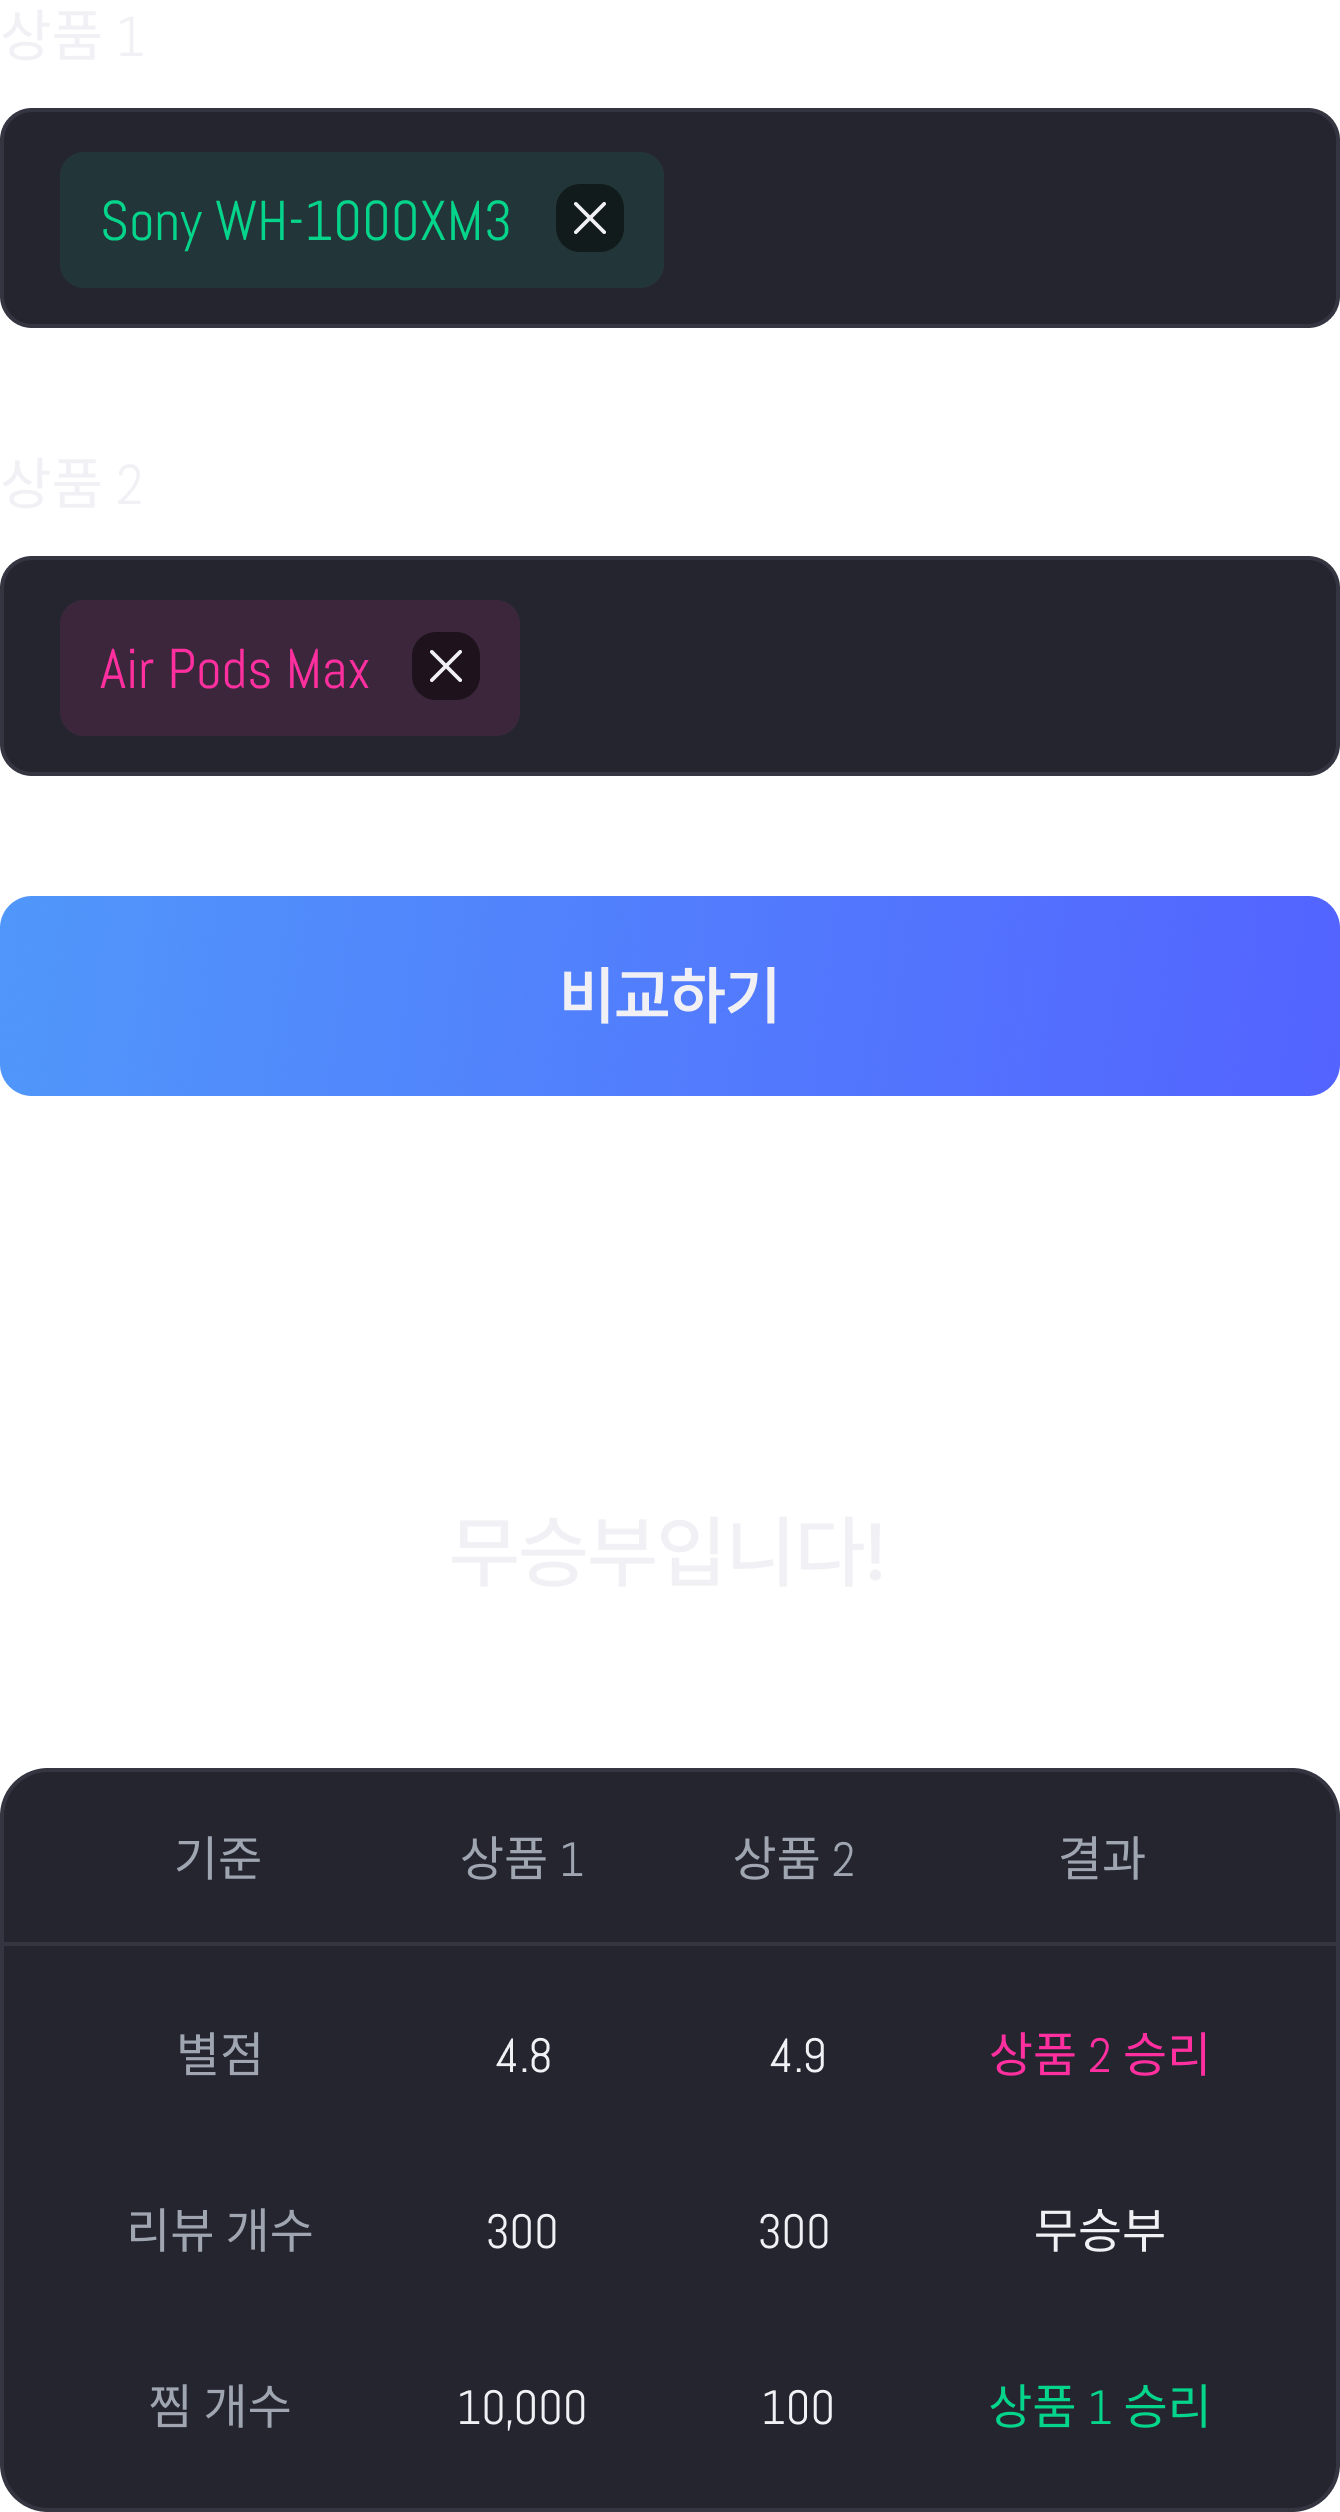 상품 1
Sony WH-1000XM3
상품 2
Air Pods Max
비교하기
무승부입니다!
기준 상품 1 상품 2 결과
별점 4.8 4.9 상품 2 승리
리뷰 개수 300 300 무승부
찜 개수 10,000 100 상품 1 승리